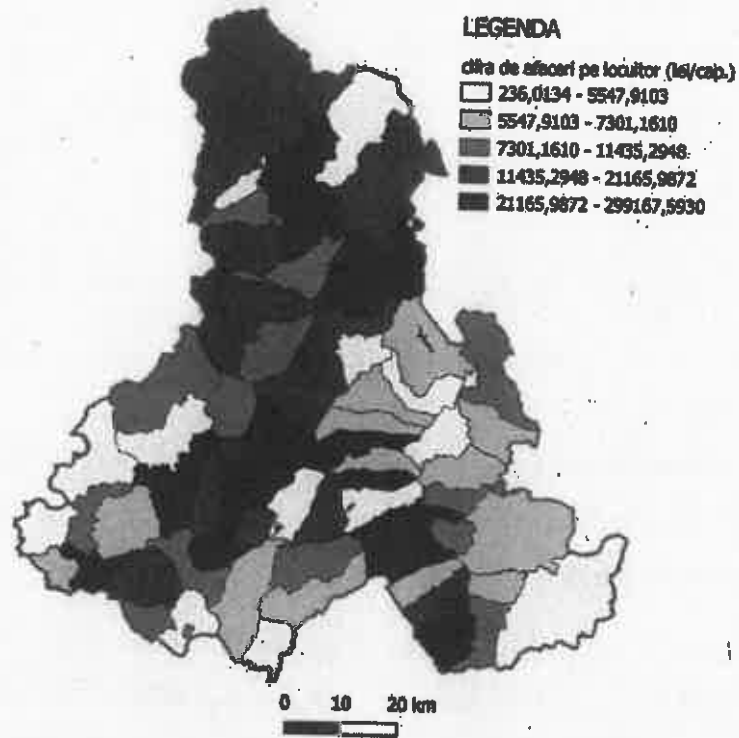 LEGENDA
cifra de afaceri pe locuitor (lei/cap.)
236,0134 - 5547,9103
5547,9103 - 7301,1610
7301,1610 - 11435,2948
11435,2948 - 21165,9872
21165,9872 - 299167,5930
0 10 20 km